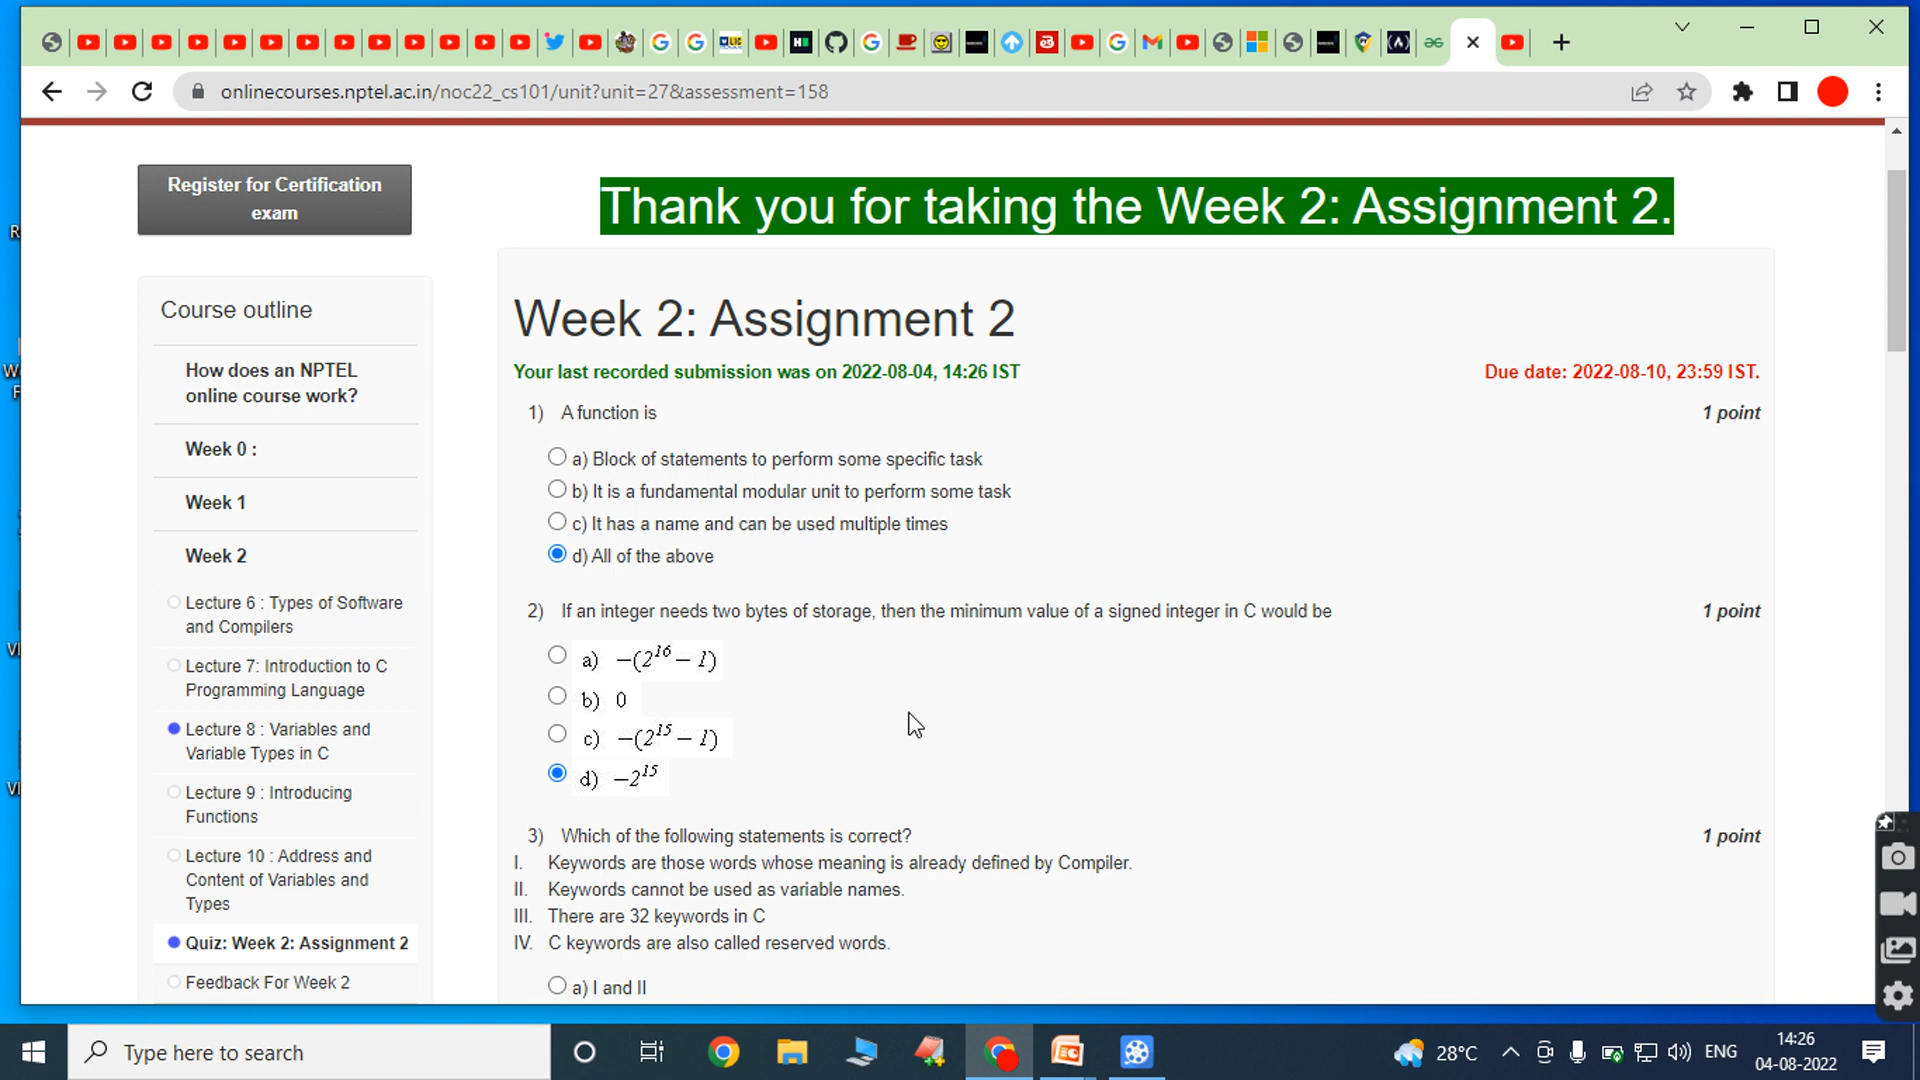 onlinecourses.nptel.ac.in/noc22_cs101/unit?unit=27&assessment=158
Register for Certification
exam
Thank you for taking the Week 2: Assignment 2.
Course outline
How does an NPTEL
online course work?
Week 0 :
Week 1
Week 2
Lecture 6 : Types of Software
and Compilers
Lecture 7: Introduction to C
Programming Language
Lecture 8 : Variables and
Variable Types in C
Lecture 9 : Introducing
Functions
Lecture 10 : Address and
Content of Variables and
Types
Quiz: Week 2: Assignment 2
Feedback For Week 2
Week 2: Assignment 2
Your last recorded submission was on 2022-08-04, 14:26 IST
Due date: 2022-08-10, 23:59 IST.
1) A function is
1 point
a) Block of statements to perform some specific task
b) It is a fundamental modular unit to perform some task
c) It has a name and can be used multiple times
d) All of the above
2) If an integer needs two bytes of storage, then the minimum value of a signed integer in C would be
1 point
a) −(2^16 − 1)
b) 0
c) −(2^15 − 1)
d) −2^15
3) Which of the following statements is correct?
1 point
I. Keywords are those words whose meaning is already defined by Compiler.
II. Keywords cannot be used as variable names.
III. There are 32 keywords in C
IV. C keywords are also called reserved words.
a) I and II
Type here to search
28°C
ENG
14:26
04-08-2022